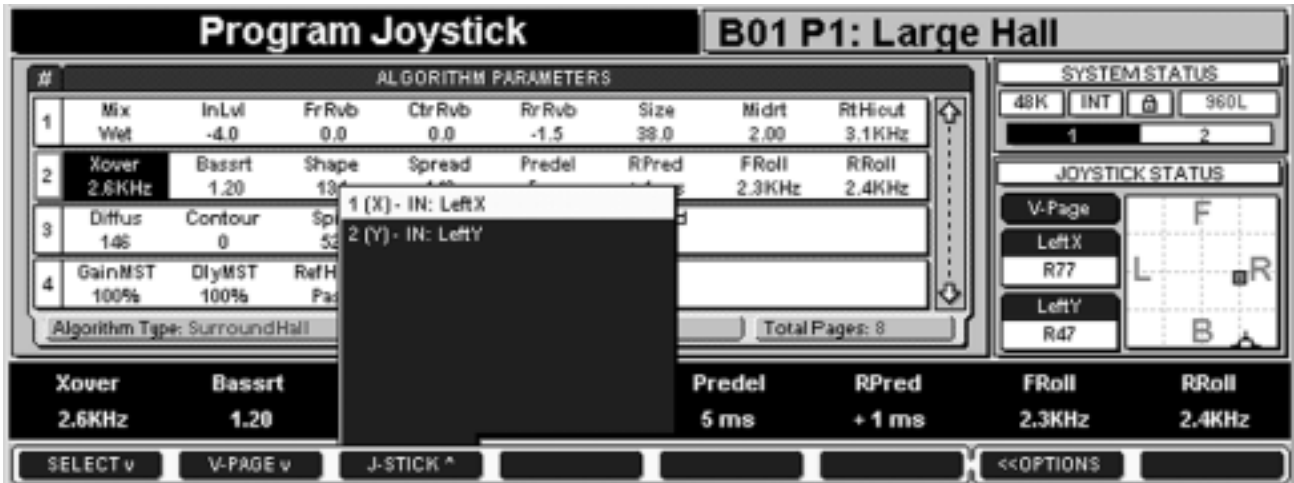 Program Joystick
B01 P1: Large Hall
# ALGORITHM PARAMETERS
1 Mix InLvl FrRvb CtrRvb RrRvb Size Midrt RtHicut
Wet -4.0 0.0 0.0 -1.5 38.0 2.00 3.1KHz
2 Xover Bassrt Shape Spread Predel RPred FRoll RRoll
2.6KHz 1.20 2.3KHz 2.4KHz
3 Diffus Contour
146 0
4 GainMST DlyMST RefH
100% 100%
1 (X) - IN: LeftX
2 (Y) - IN: LeftY
Algorithm Type: SurroundHall
Total Pages: 8
SYSTEM STATUS
48K INT 960L
1 2
JOYSTICK STATUS
V-Page
LeftX
R77
LeftY
R47
F
L R
B
Xover Bassrt Predel RPred FRoll RRoll
2.6KHz 1.20 5 ms + 1 ms 2.3KHz 2.4KHz
SELECT v V-PAGE v J-STICK ^ <<OPTIONS